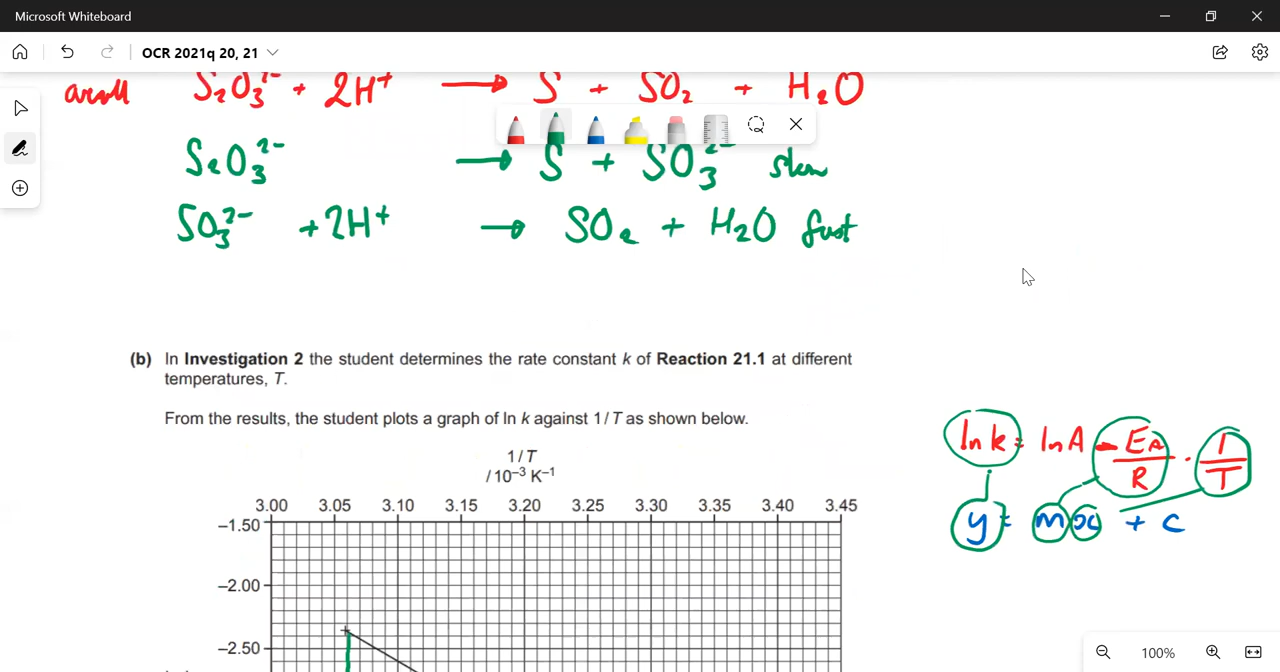 Microsoft Whiteboard
OCR 2021q 20, 21
overall S₂O₃²⁻ + 2H⁺ → S + SO₂ + H₂O
S₂O₃²⁻ → S + SO₃²⁻ slow
SO₃²⁻ + 2H⁺ → SO₂ + H₂O fast
(b) In Investigation 2 the student determines the rate constant k of Reaction 21.1 at different
temperatures, T.
From the results, the student plots a graph of ln k against 1/T as shown below.
1/T
/10⁻³ K⁻¹
3.00 3.05 3.10 3.15 3.20 3.25 3.30 3.35 3.40 3.45
−1.50
−2.00
−2.50
ln k = ln A - Ea/R · 1/T
y = mx + c
100%